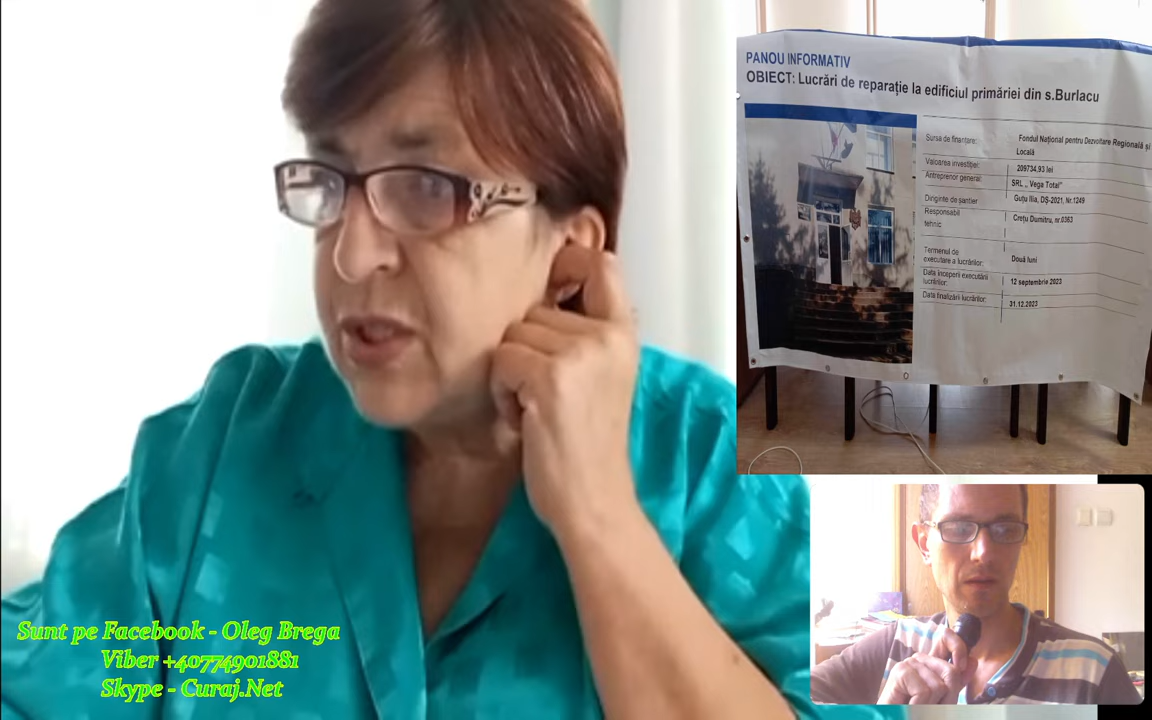 PANOU INFORMATIV
OBIECT: Lucrări de reparație la edificiul primăriei din s.Burlacu
Sursa de finanțare: Fondul Național pentru Dezvoltare Regională și
Locală
Valoarea investiției: 209734,93 lei
Antreprenor general: SRL „ Vega Total"
Diriginte de șantier Guțu Ilia, DȘ-2021, Nr.1249
Responsabil
tehnic Crețu Dumitru, nr.0363
Termenul de
executare a lucrărilor: Două luni
Data începerii executării
lucrărilor: 12 septembrie 2023
Data finalizării lucrărilor: 31.12.2023
Sunt pe Facebook - Oleg Brega
Viber +40774901881
Skype - Curaj.Net